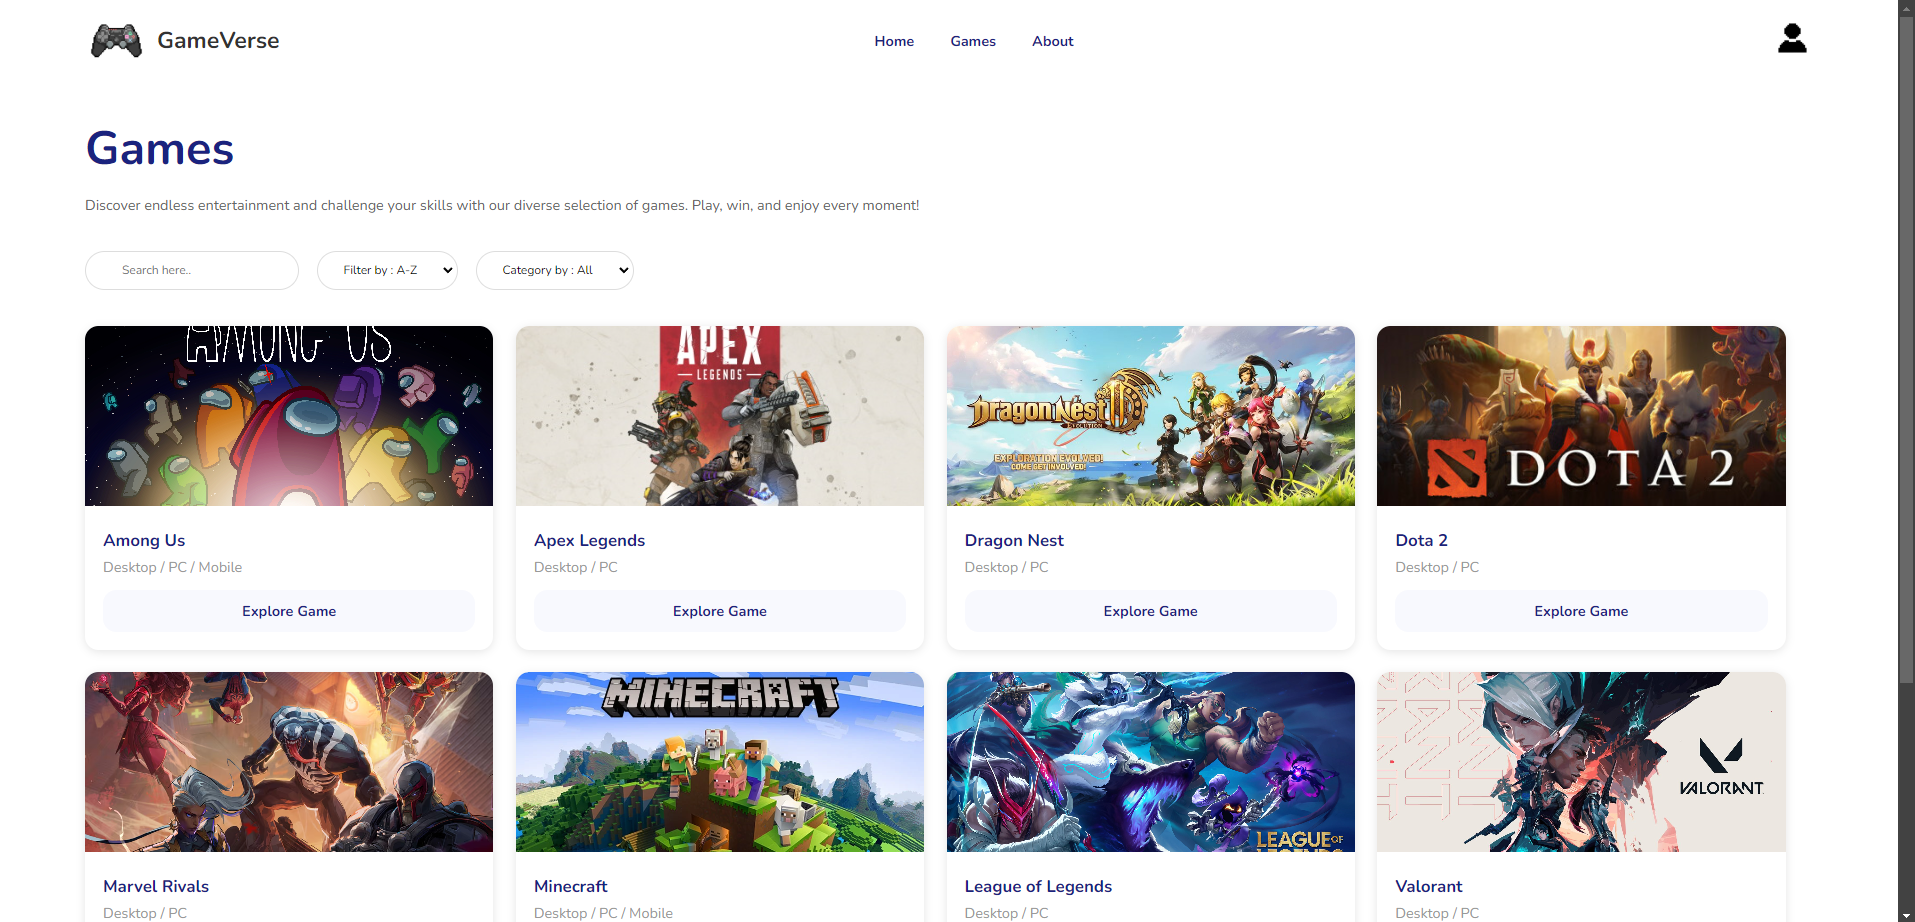 GameVerse
Home
Games
About
Games
Discover endless entertainment and challenge your skills with our diverse selection of games. Play, win, and enjoy every moment!
Search here..
Filter by : A-Z
Category by : All
AMONG US
APEX
LEGENDS
DragonNest
EVOLUTION
EXPLORATION EVOLVED!
COME GET INVOLVED!
DOTA 2
Among Us
Desktop / PC / Mobile
Explore Game
Apex Legends
Desktop / PC
Explore Game
Dragon Nest
Desktop / PC
Explore Game
Dota 2
Desktop / PC
Explore Game
MINECRAFT
LEAGUE OF
LEGENDS
VALORANT
Marvel Rivals
Desktop / PC
Minecraft
Desktop / PC / Mobile
League of Legends
Desktop / PC
Valorant
Desktop / PC